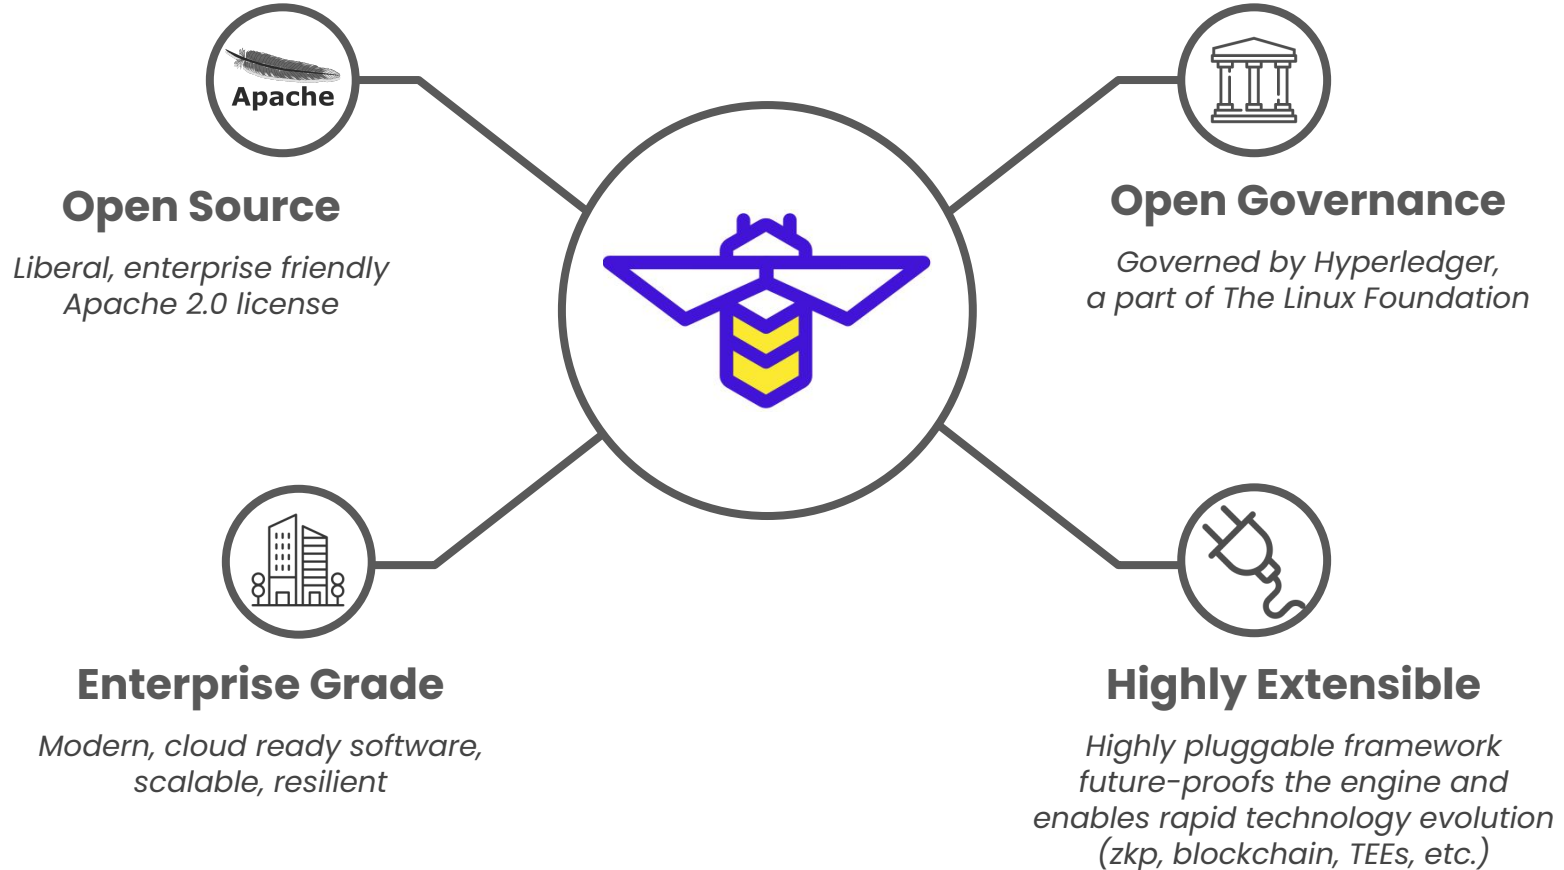 Apache
Open Source
Liberal, enterprise friendly
Apache 2.0 license
Open Governance
Governed by Hyperledger,
a part of The Linux Foundation
Enterprise Grade
Modern, cloud ready software,
scalable, resilient
Highly Extensible
Highly pluggable framework
future-proofs the engine and
enables rapid technology evolution
(zkp, blockchain, TEEs, etc.)